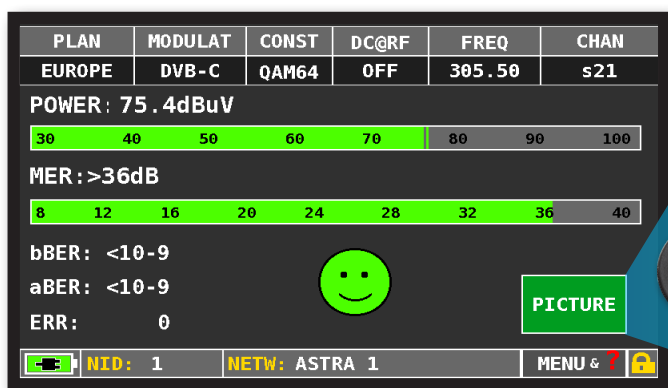 PLAN MODULAT CONST DC@RF FREQ CHAN
EUROPE DVB-C QAM64 OFF 305.50 s21
POWER: 75.4dBuV
30 40 50 60 70 80 90 100
MER:>36dB
8 12 16 20 24 28 32 36 40
bBER: <10-9
aBER: <10-9
PICTURE
ERR: 0
NID: 1 NETW: ASTRA 1 MENU & ?